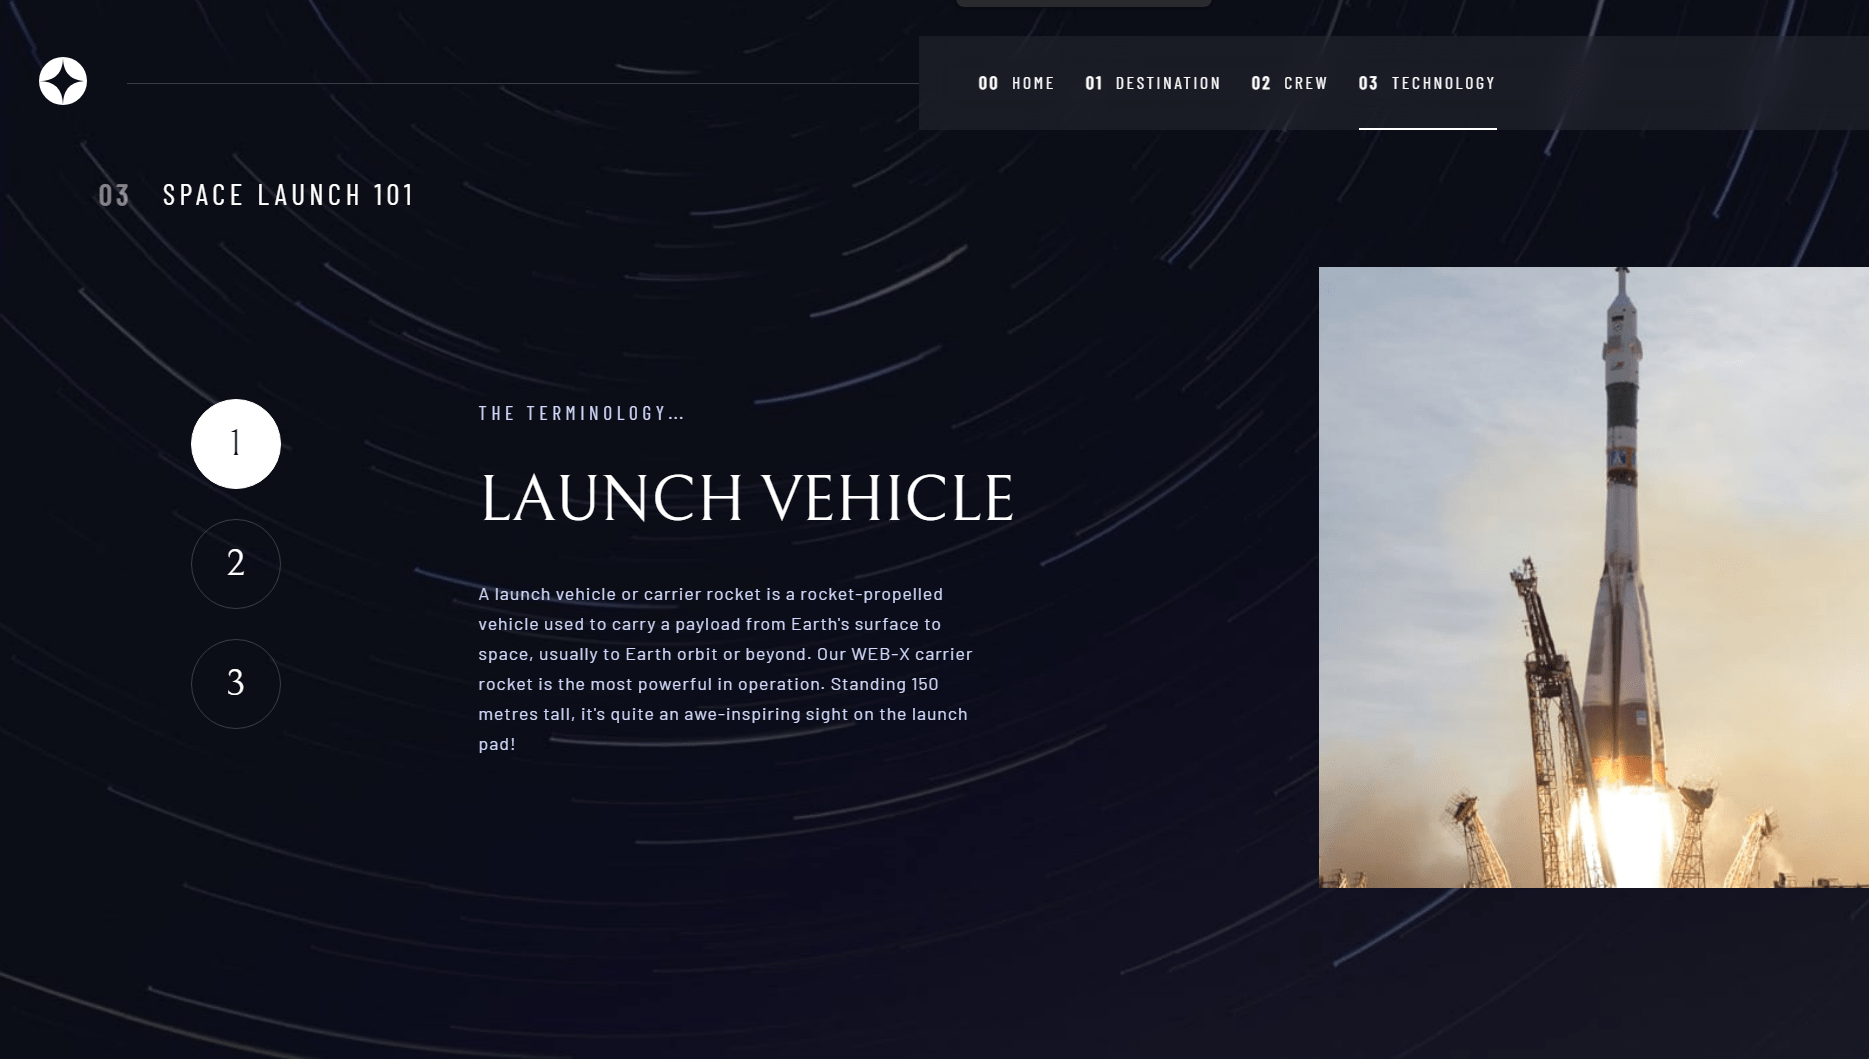 00 HOME 01 DESTINATION 02 CREW 03 TECHNOLOGY
03 SPACE LAUNCH 101
1
2
3
THE TERMINOLOGY...
LAUNCH VEHICLE
A launch vehicle or carrier rocket is a rocket-propelled
vehicle used to carry a payload from Earth's surface to
space, usually to Earth orbit or beyond. Our WEB-X carrier
rocket is the most powerful in operation. Standing 150
metres tall, it's quite an awe-inspiring sight on the launch
pad!